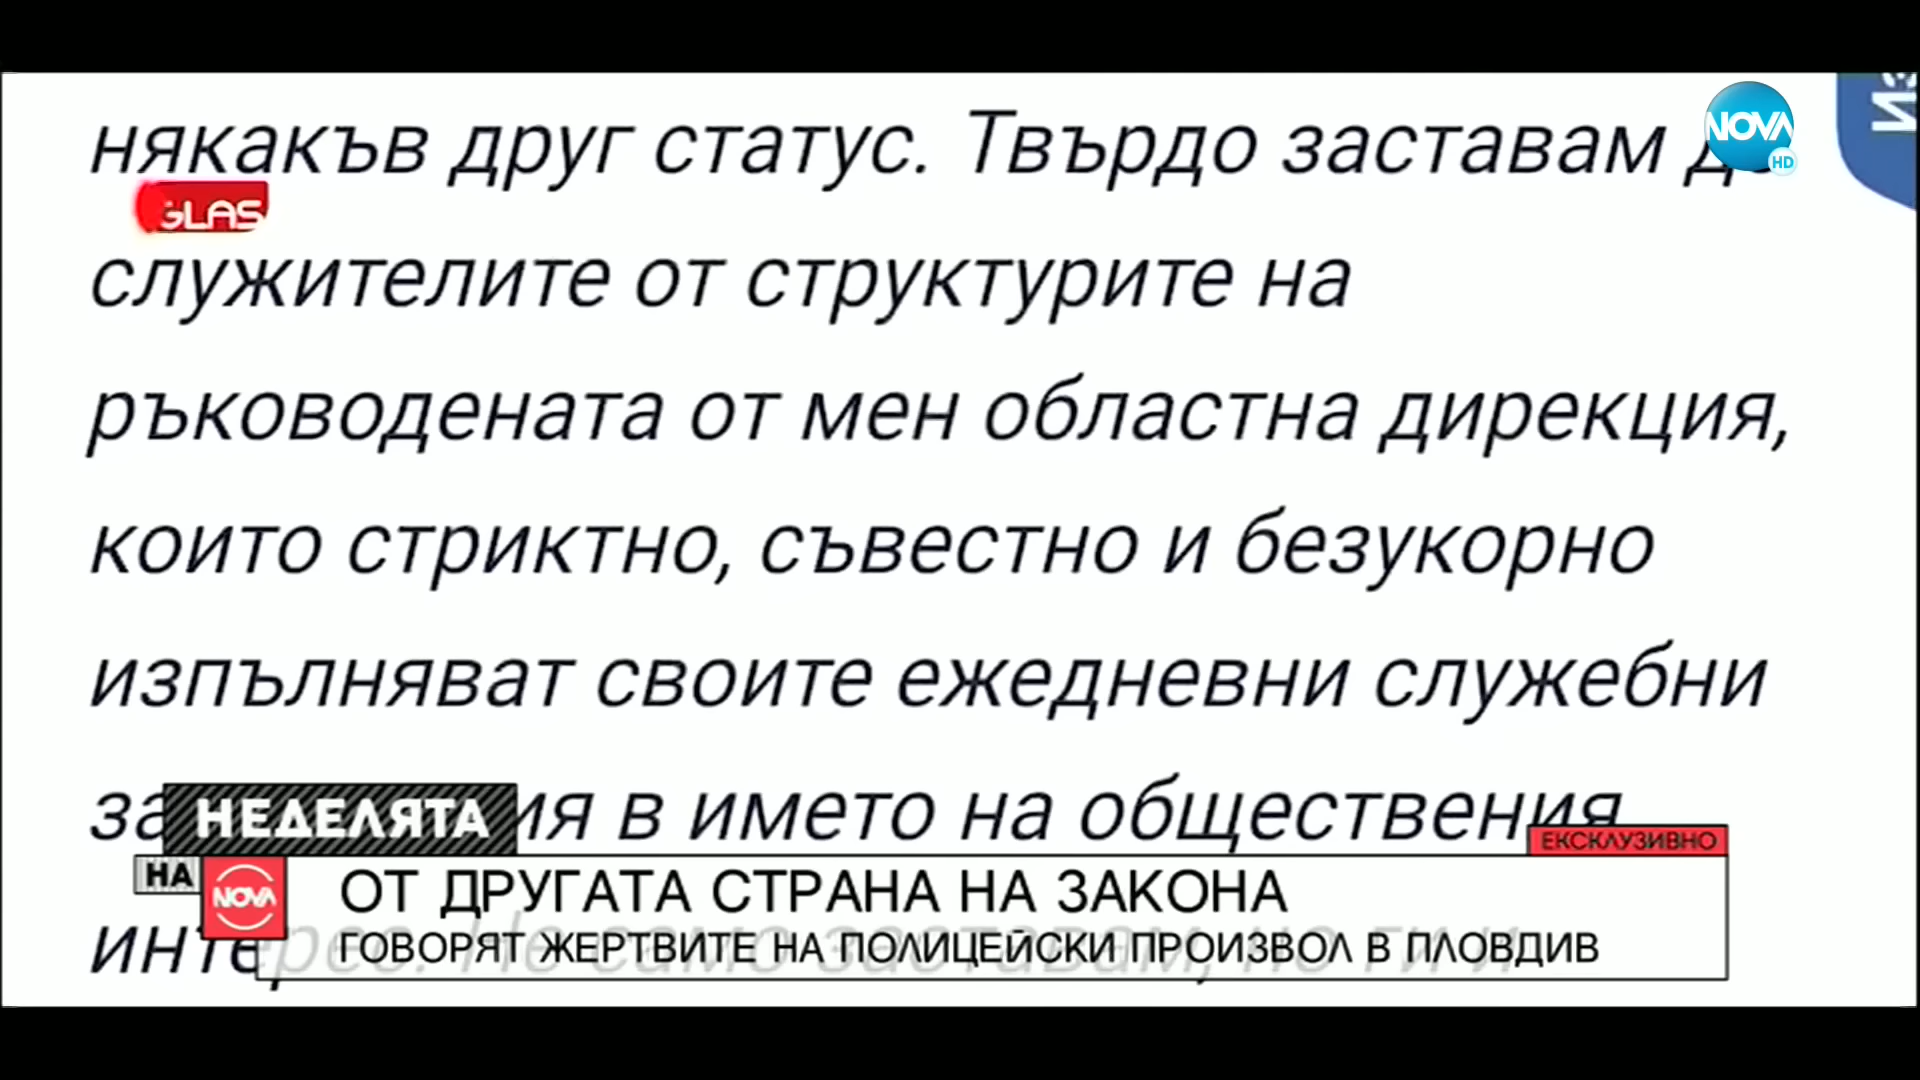 някакъв друг статус. Твърдо заставам
NOVA
HD
GLAS
служителите от структурите на
ръководената от мен областна дирекция,
които стриктно, съвестно и безукорно
изпълняват своите ежедневни служебни
в името на обществения
НЕДЕЛЯТА
ЕКСКЛУЗИВНО
НА
NOVA
ОТ ДРУГАТА СТРАНА НА ЗАКОНА
ГОВОРЯТ ЖЕРТВИТЕ НА ПОЛИЦЕЙСКИ ПРОИЗВОЛ В ПЛОВДИВ